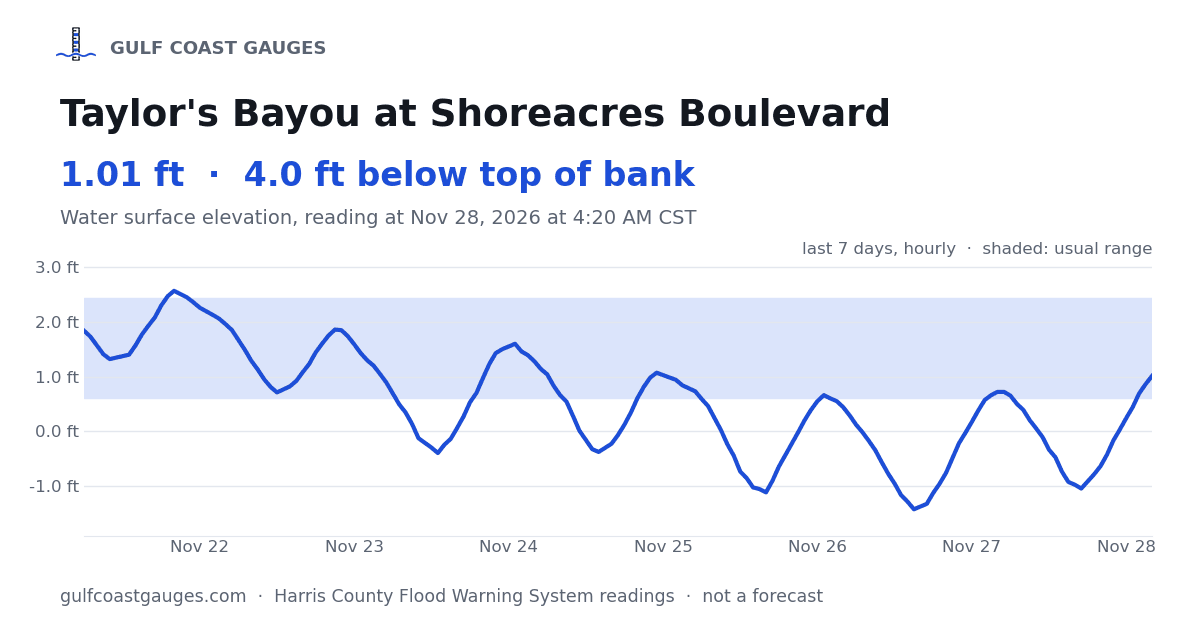 GULF COAST GAUGES
Taylor's Bayou at Shoreacres Boulevard
1.01 ft · 4.0 ft below top of bank
Water surface elevation, reading at Nov 28, 2026 at 4:20 AM CST
last 7 days, hourly · shaded: usual range
3.0 ft
2.0 ft
1.0 ft
0.0 ft
-1.0 ft
Nov 22 Nov 23 Nov 24 Nov 25 Nov 26 Nov 27 Nov 28
gulfcoastgauges.com · Harris County Flood Warning System readings · not a forecast